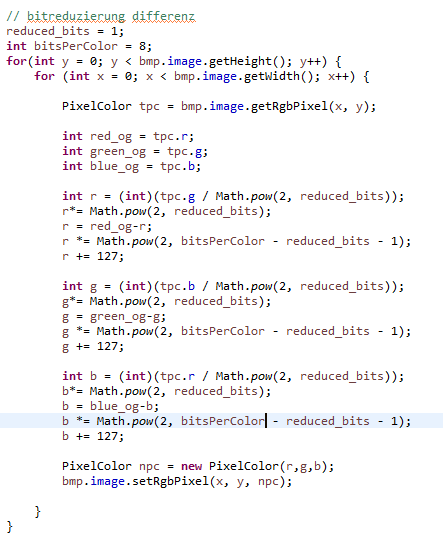 // bitreduzierung differenz
reduced_bits = 1;
int bitsPerColor = 8;
for(int y = 0; y < bmp.image.getHeight(); y++) {
    for (int x = 0; x < bmp.image.getWidth(); x++) {

        PixelColor tpc = bmp.image.getRgbPixel(x, y);

        int red_og = tpc.r;
        int green_og = tpc.g;
        int blue_og = tpc.b;

        int r = (int)(tpc.g / Math.pow(2, reduced_bits));
        r*= Math.pow(2, reduced_bits);
        r = red_og-r;
        r *= Math.pow(2, bitsPerColor - reduced_bits - 1);
        r += 127;

        int g = (int)(tpc.b / Math.pow(2, reduced_bits));
        g*= Math.pow(2, reduced_bits);
        g = green_og-g;
        g *= Math.pow(2, bitsPerColor - reduced_bits - 1);
        g += 127;

        int b = (int)(tpc.r / Math.pow(2, reduced_bits));
        b*= Math.pow(2, reduced_bits);
        b = blue_og-b;
        b *= Math.pow(2, bitsPerColor - reduced_bits - 1);
        b += 127;

        PixelColor npc = new PixelColor(r,g,b);
        bmp.image.setRgbPixel(x, y, npc);

    }
}